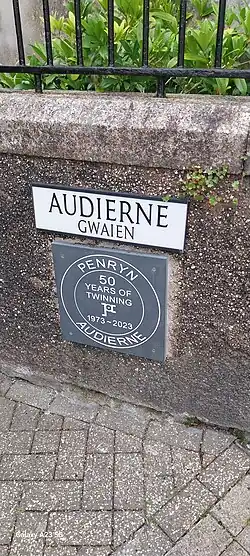 AUDIERNE
GWAIEN
PENRYN
50
YEARS OF
TWINNING
1973~2023
AUDIERNE
Galaxy A23 5G